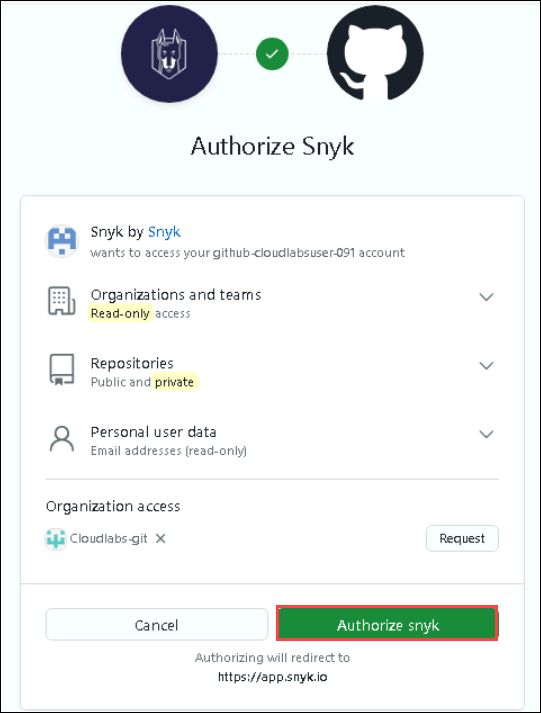 Authorize Snyk
Snyk by Snyk
wants to access your github-cloudlabsuser-091 account
Organizations and teams
Read-only access
Repositories
Public and private
Personal user data
Email addresses (read-only)
Organization access
Cloudlabs-git
Request
Cancel
Authorize snyk
Authorizing will redirect to
https://app.snyk.io